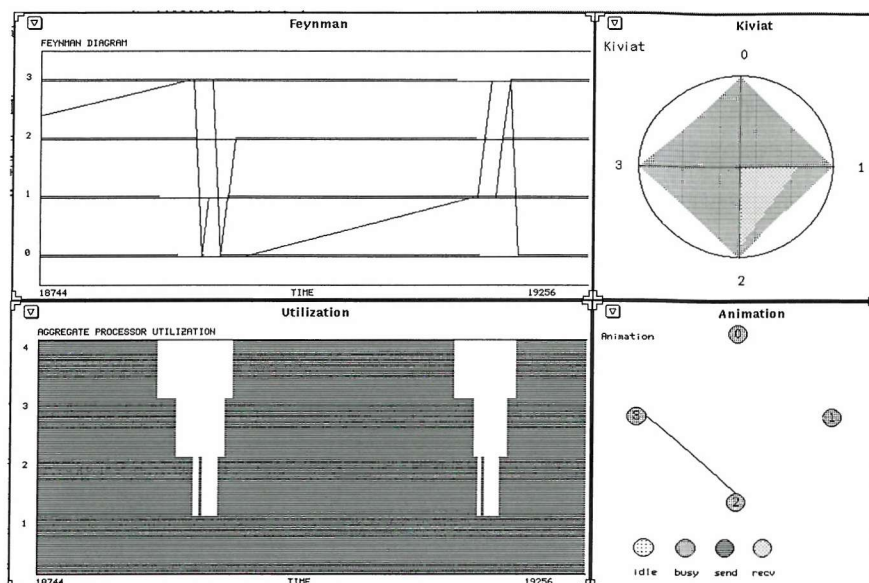 Feynman
FEYNMAN DIAGRAM
3
2
1
0
18744 TIME 19256
Kiviat
Kiviat
0
3 1
2
Utilization
AGGREGATE PROCESSOR UTILIZATION
4
3
2
1
18744 TIME 19256
Animation
Animation
0
3 1
2
idle busy send recv